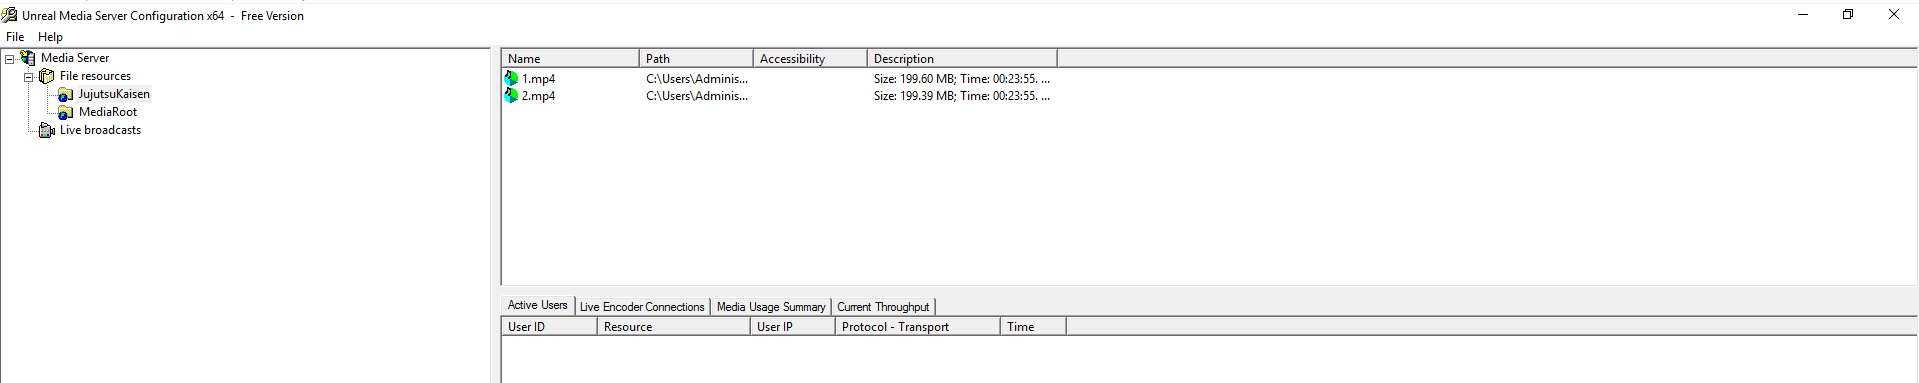 Unreal Media Server Configuration x64 - Free Version
File Help
Media Server
File resources
JujutsuKaisen
MediaRoot
Live broadcasts
Name Path Accessibility Description
1.mp4 C:\Users\Adminis... Size: 199.60 MB; Time: 00:23:55. ...
2.mp4 C:\Users\Adminis... Size: 199.39 MB; Time: 00:23:55. ...
Active Users Live Encoder Connections Media Usage Summary Current Throughput
User ID Resource User IP Protocol - Transport Time